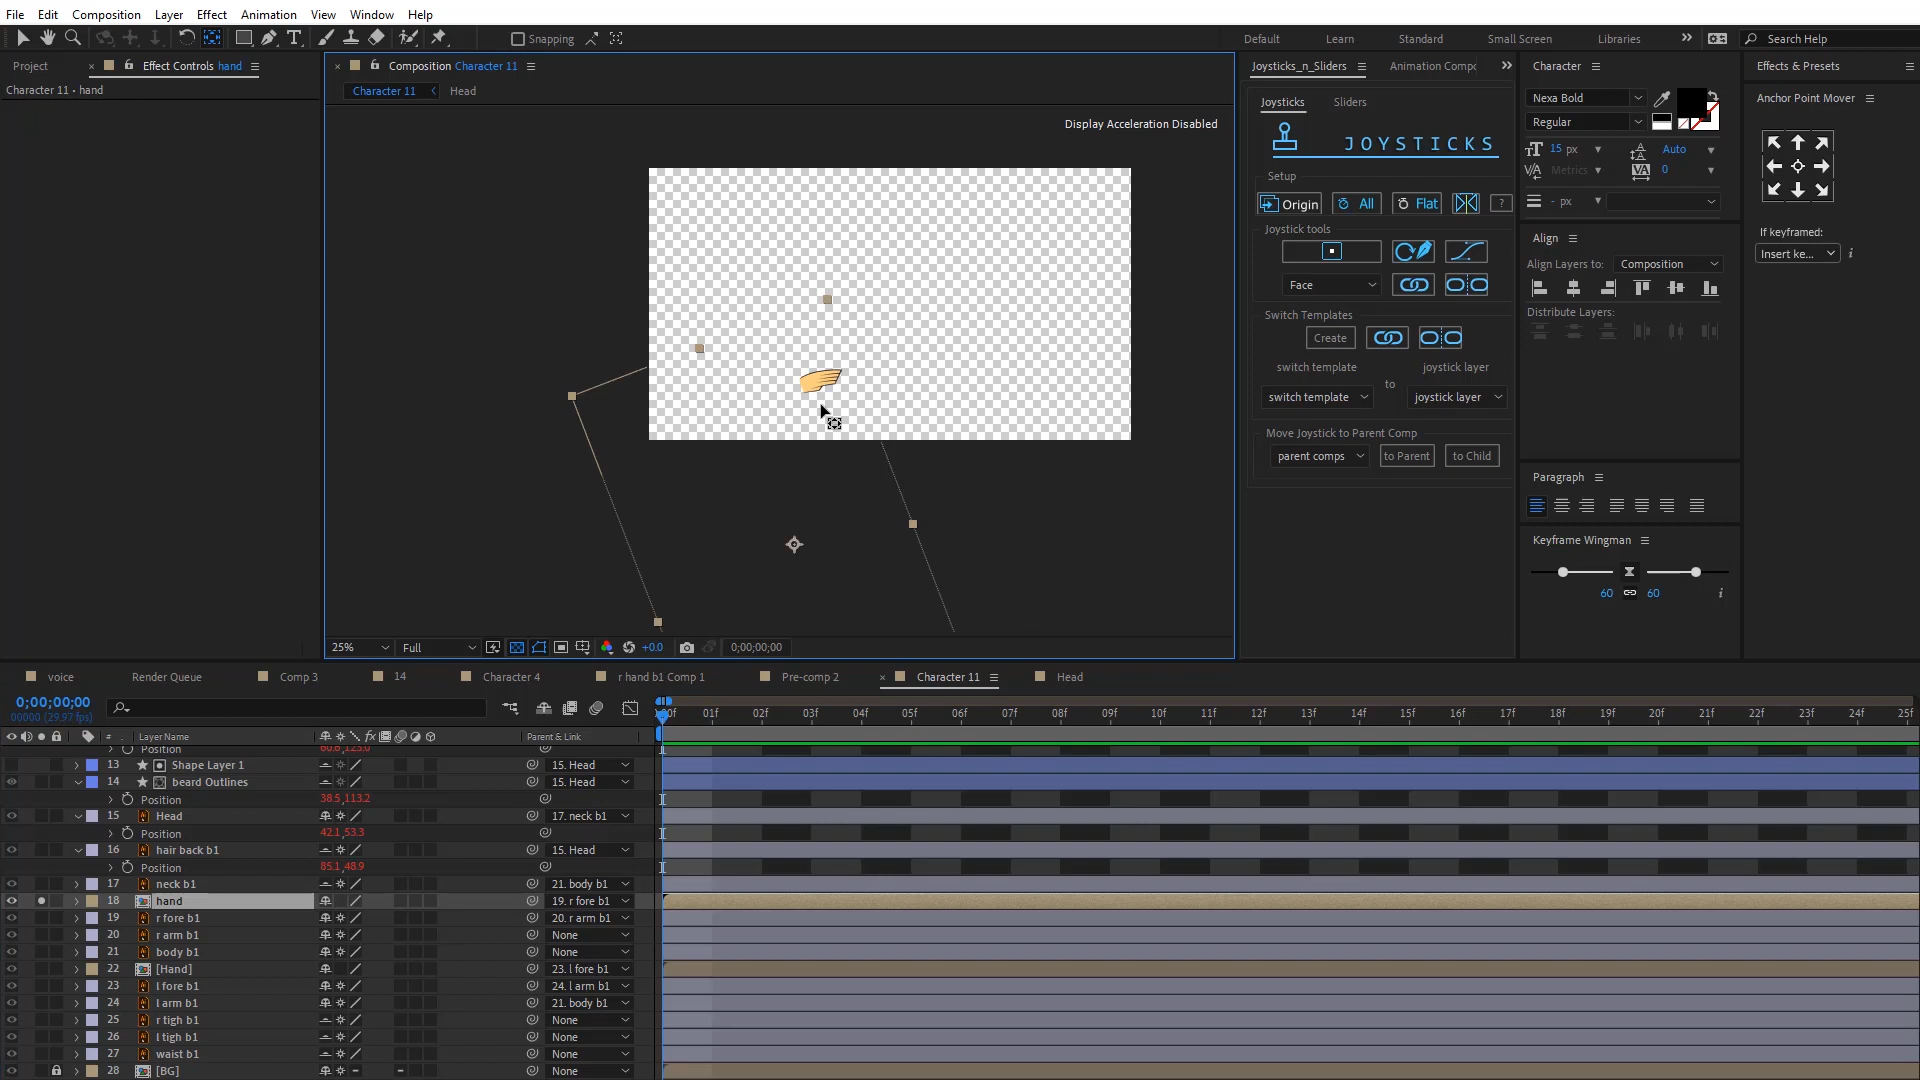 File Edit Composition Layer Effect Animation View Window Help
Snapping
Default Learn Standard Small Screen Libraries Search Help
Project Effect Controls hand
Character 11 • hand
Composition Character 11
Character 11 Head
Display Acceleration Disabled
25% Full +0.0 0;00;00;00
Joysticks_n_Sliders Animation Compo
Joysticks Sliders
JOYSTICKS
Setup
Origin All Flat ?
Joystick tools
Face
Switch Templates
Create
switch template joystick layer
to
switch template joystick layer
Move Joystick to Parent Comp
parent comps to Parent to Child
Character
Nexa Bold
Regular
15 px Auto
Metrics 0
- px
Align
Align Layers to: Composition
Distribute Layers:
Paragraph
Keyframe Wingman
60 60
Effects & Presets
Anchor Point Mover
If keyframed:
Insert ke...
voice Render Queue Comp 3 14 Character 4 r hand b1 Comp 1 Pre-comp 2 Character 11 Head
0;00;00;00
00000 (29.97 fps)
:00f 01f 02f 03f 04f 05f 06f 07f 08f 09f 10f 11f 12f 13f 14f 15f 16f 17f 18f 19f 20f 21f 22f 23f 24f 25f
# Layer Name fx Parent & Link
Position 60.6,125.0
13 Shape Layer 1 15. Head
14 beard Outlines 15. Head
Position 38.5,113.2
15 Head 17. neck b1
Position 42.1,53.3
16 hair back b1 15. Head
Position 85.1,48.9
17 neck b1 21. body b1
18 hand 19. r fore b1
19 r fore b1 20. r arm b1
20 r arm b1 None
21 body b1 None
22 [Hand] 23. l fore b1
23 l fore b1 24. l arm b1
24 l arm b1 21. body b1
25 r tigh b1 None
26 l tigh b1 None
27 waist b1 None
28 [BG] None